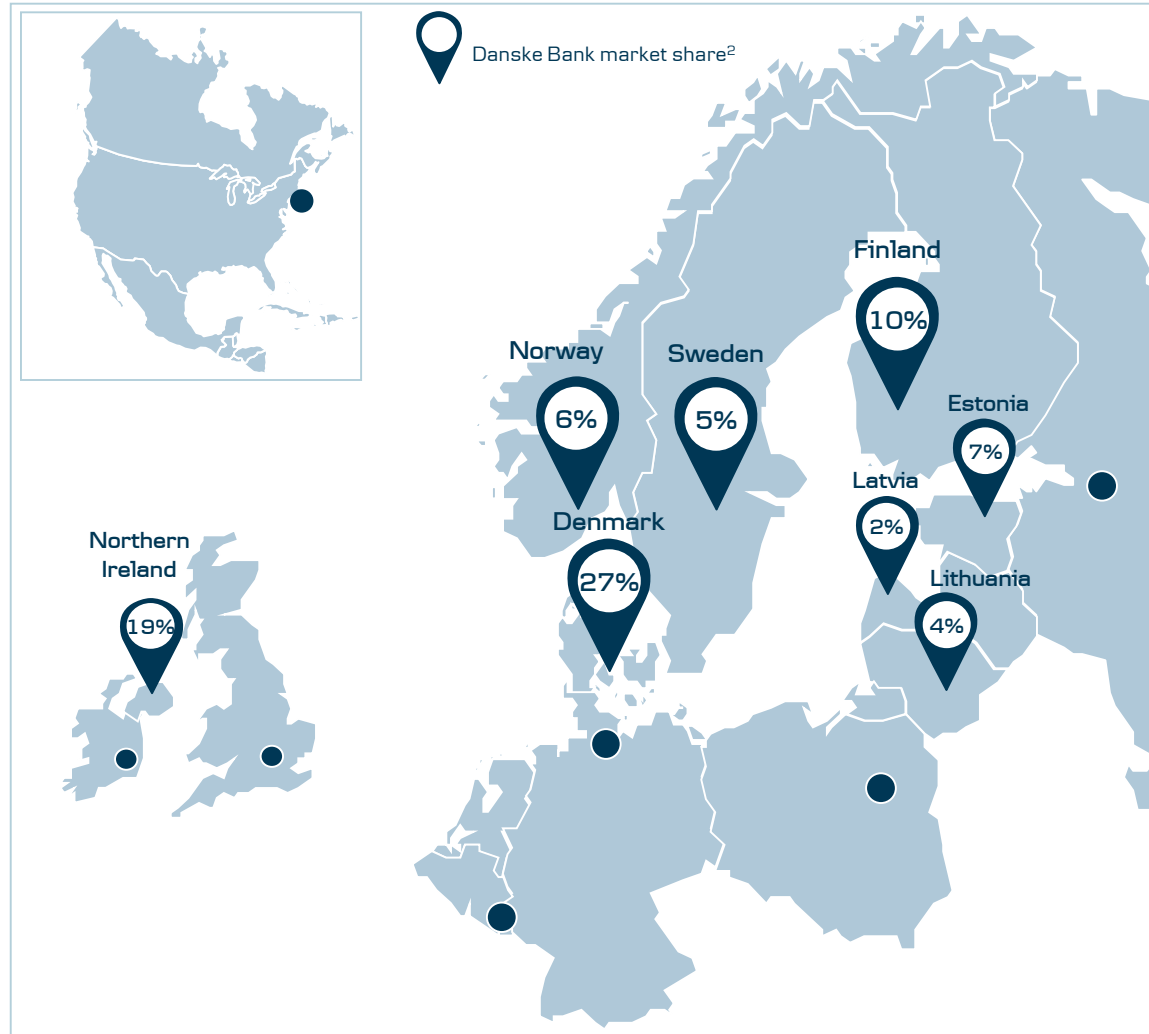 Danske Bank market share²
Finland
10%
Norway
Sweden
6%
5%
Estonia
7%
Latvia
2%
Denmark
27%
Northern
Ireland
19%
Lithuania
4%